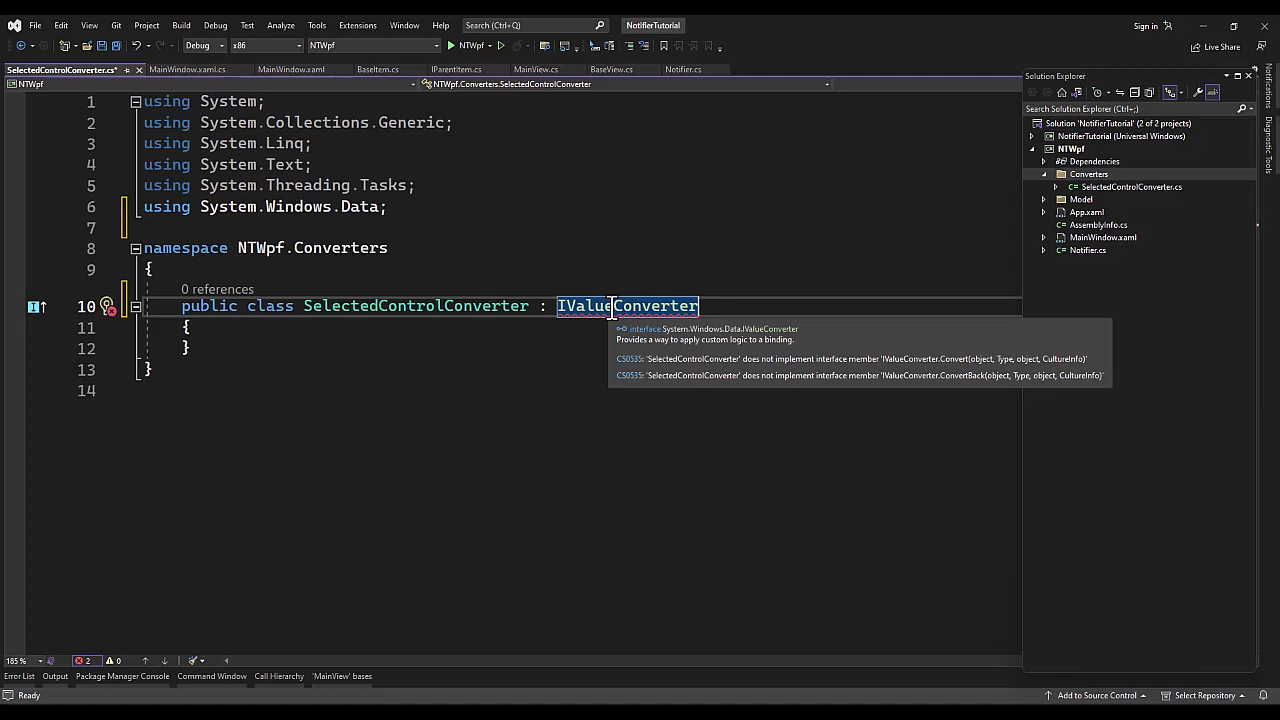 File Edit View Git Project Build Debug Test Analyze Tools Extensions Window Help Search (Ctrl+Q) NotifierTutorial Sign in
Debug x86 NTWpf NTWpf Live Share
SelectedControlConverter.cs* MainWindow.xaml.cs MainWindow.xaml BaseItem.cs IParentItem.cs MainView.cs BaseView.cs Notifier.cs
NTWpf NTWpf.Converters.SelectedControlConverter
1 using System;
2 using System.Collections.Generic;
3 using System.Linq;
4 using System.Text;
5 using System.Threading.Tasks;
6 using System.Windows.Data;
7
8 namespace NTWpf.Converters
9 {
0 references
10 public class SelectedControlConverter : IValueConverter
11 {
12 }
13 }
14
interface System.Windows.Data.IValueConverter
Provides a way to apply custom logic to a binding.
CS0535: 'SelectedControlConverter' does not implement interface member 'IValueConverter.Convert(object, Type, object, CultureInfo)'
CS0535: 'SelectedControlConverter' does not implement interface member 'IValueConverter.ConvertBack(object, Type, object, CultureInfo)'
Solution Explorer
Search Solution Explorer (Ctrl+;)
Solution 'NotifierTutorial' (2 of 2 projects)
NotifierTutorial (Universal Windows)
NTWpf
Dependencies
Converters
SelectedControlConverter.cs
Model
App.xaml
AssemblyInfo.cs
MainWindow.xaml
Notifier.cs
Notifications
Diagnostic Tools
185 % 2 0
Error List Output Package Manager Console Command Window Call Hierarchy 'MainView' bases
Ready Add to Source Control Select Repository